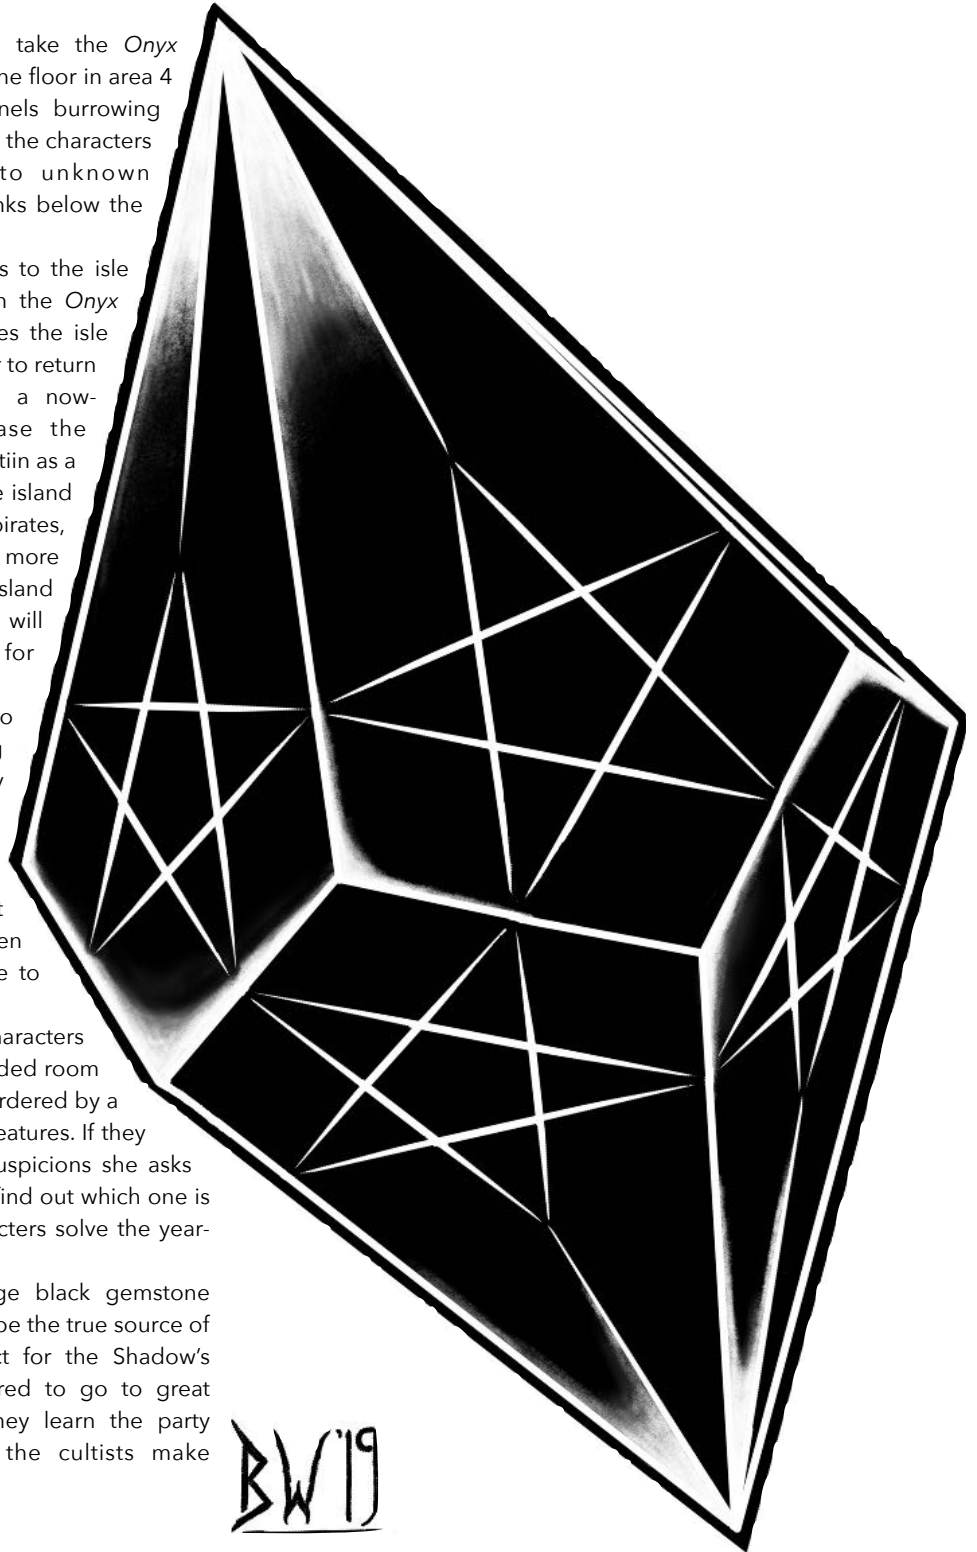 take the Onyx
he floor in area 4
nels burrowing
the characters
to unknown
nks below the
s to the isle
n the Onyx
es the isle
to return
a now-
ase the
tiin as a
e island
pirates,
more
sland
will
for
o
g
y
t
en
e to
haracters
ded room
rdered by a
eatures. If they
uspicions she asks
find out which one is
cters solve the year-
ge black gemstone
be the true source of
ct for the Shadow's
red to go to great
hey learn the party
the cultists make
BW '19